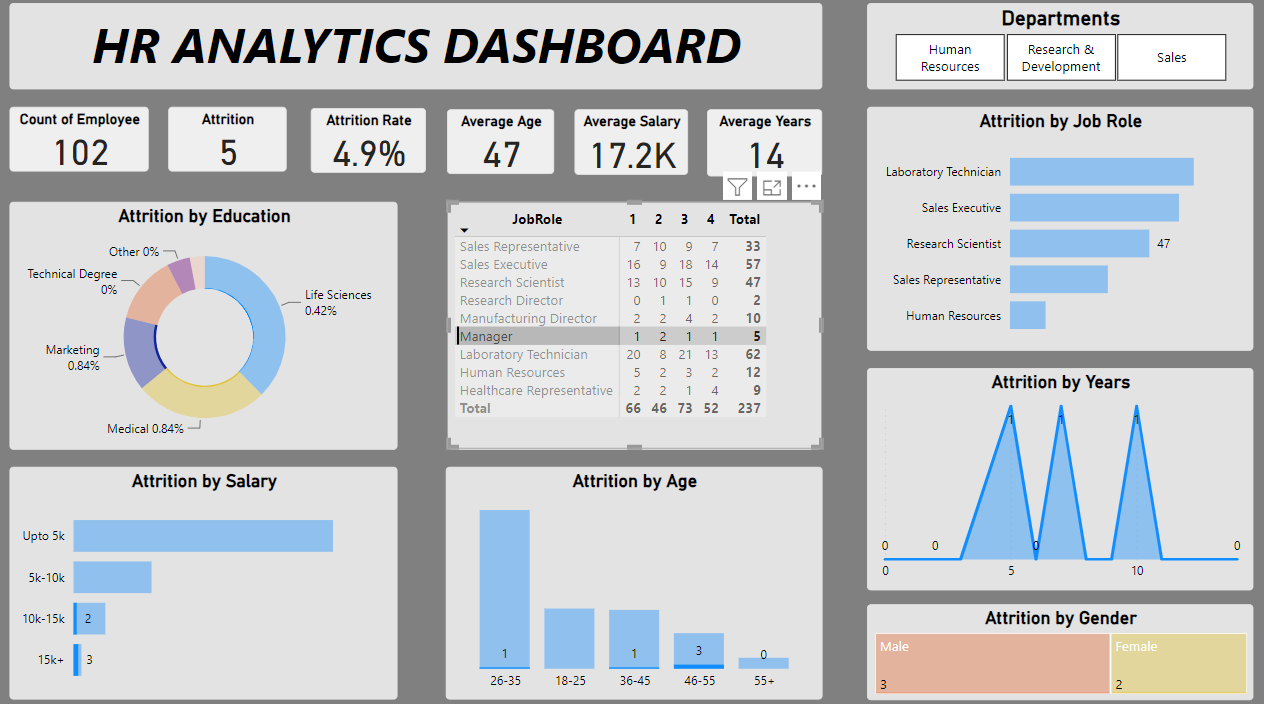 HR ANALYTICS DASHBOARD
Departments
Human
Resources
Research &
Development
Sales
Count of Employee
102
Attrition
5
Attrition Rate
4.9%
Average Age
47
Average Salary
17.2K
Average Years
14
Attrition by Education
Other 0%
Technical Degree
0%
Life Sciences
0.42%
Marketing
0.84%
Medical 0.84%
JobRole 1 2 3 4 Total
Sales Representative 7 10 9 7 33
Sales Executive 16 9 18 14 57
Research Scientist 13 10 15 9 47
Research Director 0 1 1 0 2
Manufacturing Director 2 2 4 2 10
Manager 1 2 1 1 5
Laboratory Technician 20 8 21 13 62
Human Resources 5 2 3 2 12
Healthcare Representative 2 2 1 4 9
Total 66 46 73 52 237
Attrition by Job Role
Laboratory Technician
Sales Executive
Research Scientist 47
Sales Representative
Human Resources
Attrition by Years
1 1 1
0 0 0 0
0 5 10
Attrition by Salary
Upto 5k
5k-10k
10k-15k 2
15k+ 3
Attrition by Age
1 1 3 0
26-35 18-25 36-45 46-55 55+
Attrition by Gender
Male Female
3 2